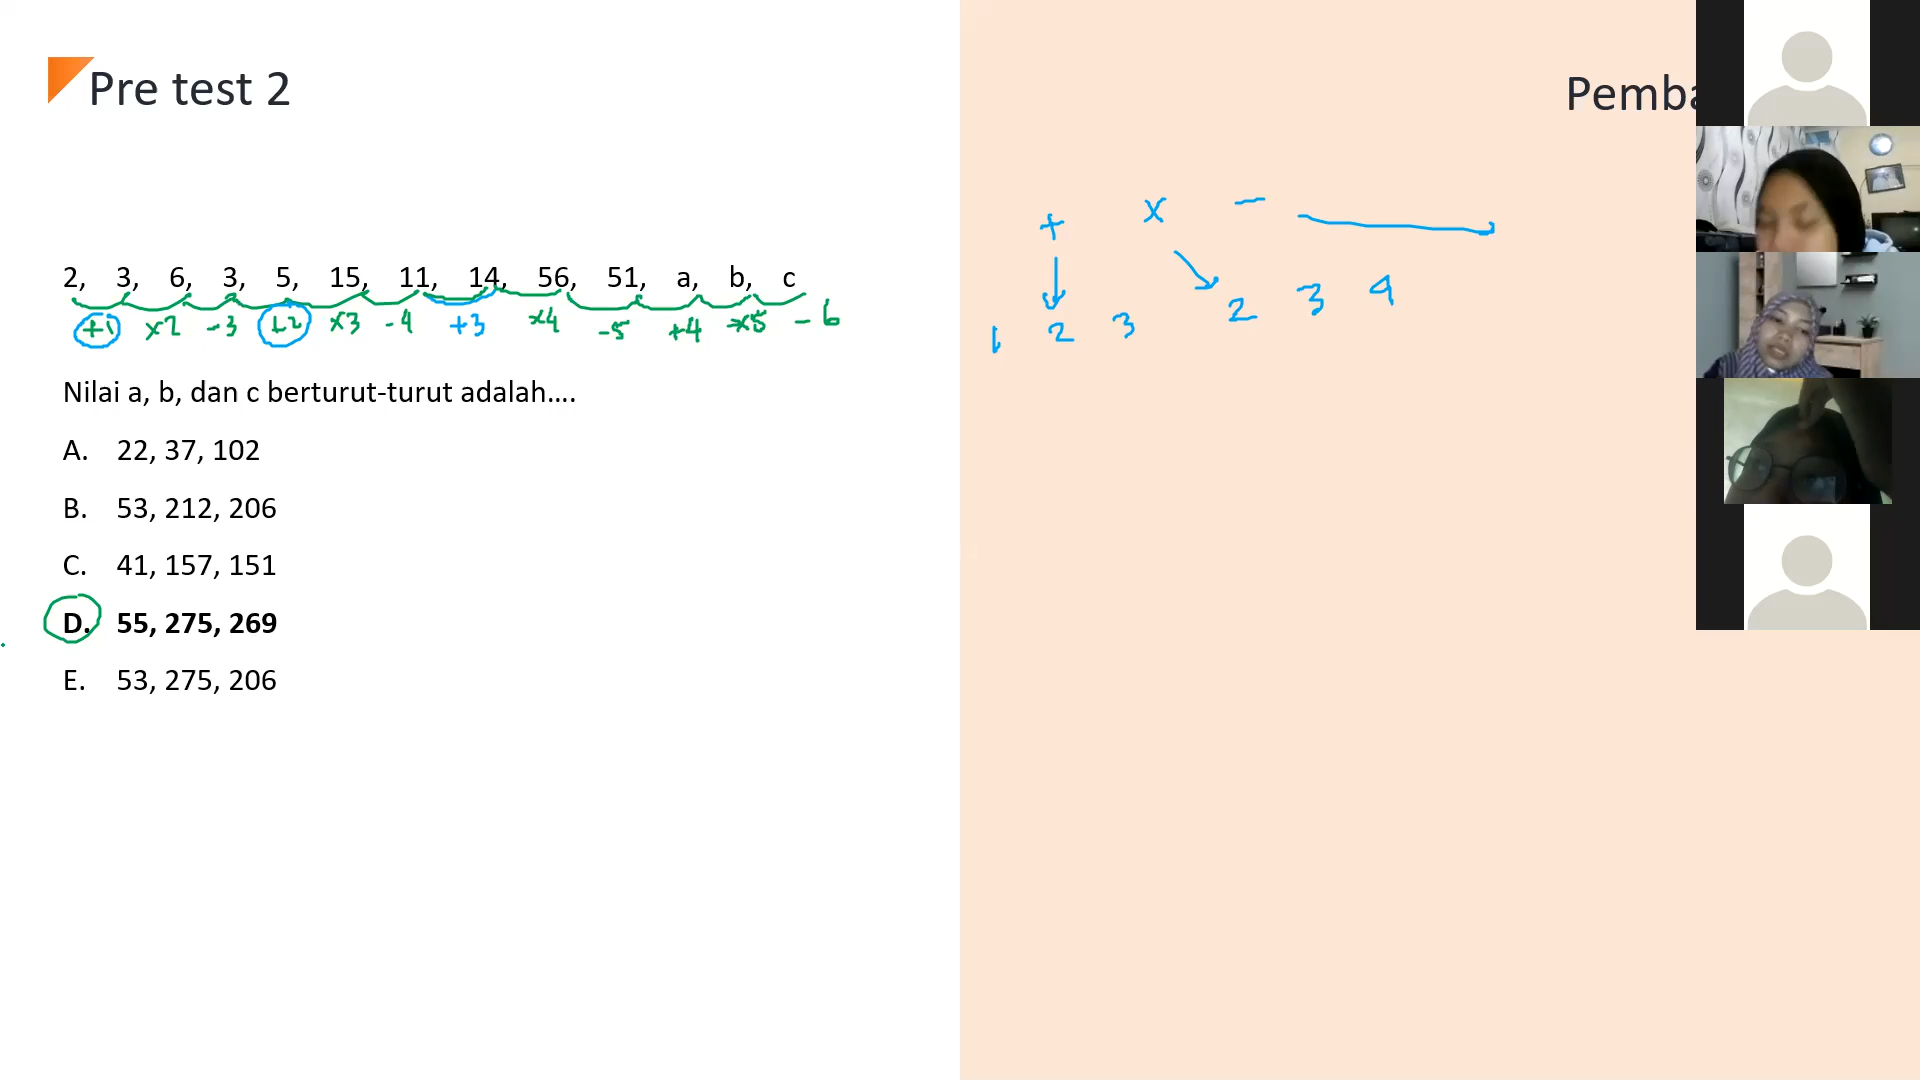 Pre test 2
Pemba
2, 3, 6, 3, 5, 15, 11, 14, 56, 51, a, b, c
+1 x2 -3 +2 x3 -4 +3 x4 -5 +4 x5 -6
Nilai a, b, dan c berturut-turut adalah....
A. 22, 37, 102
B. 53, 212, 206
C. 41, 157, 151
D. 55, 275, 269
E. 53, 275, 206
+ x -
1 2 3 2 3 4